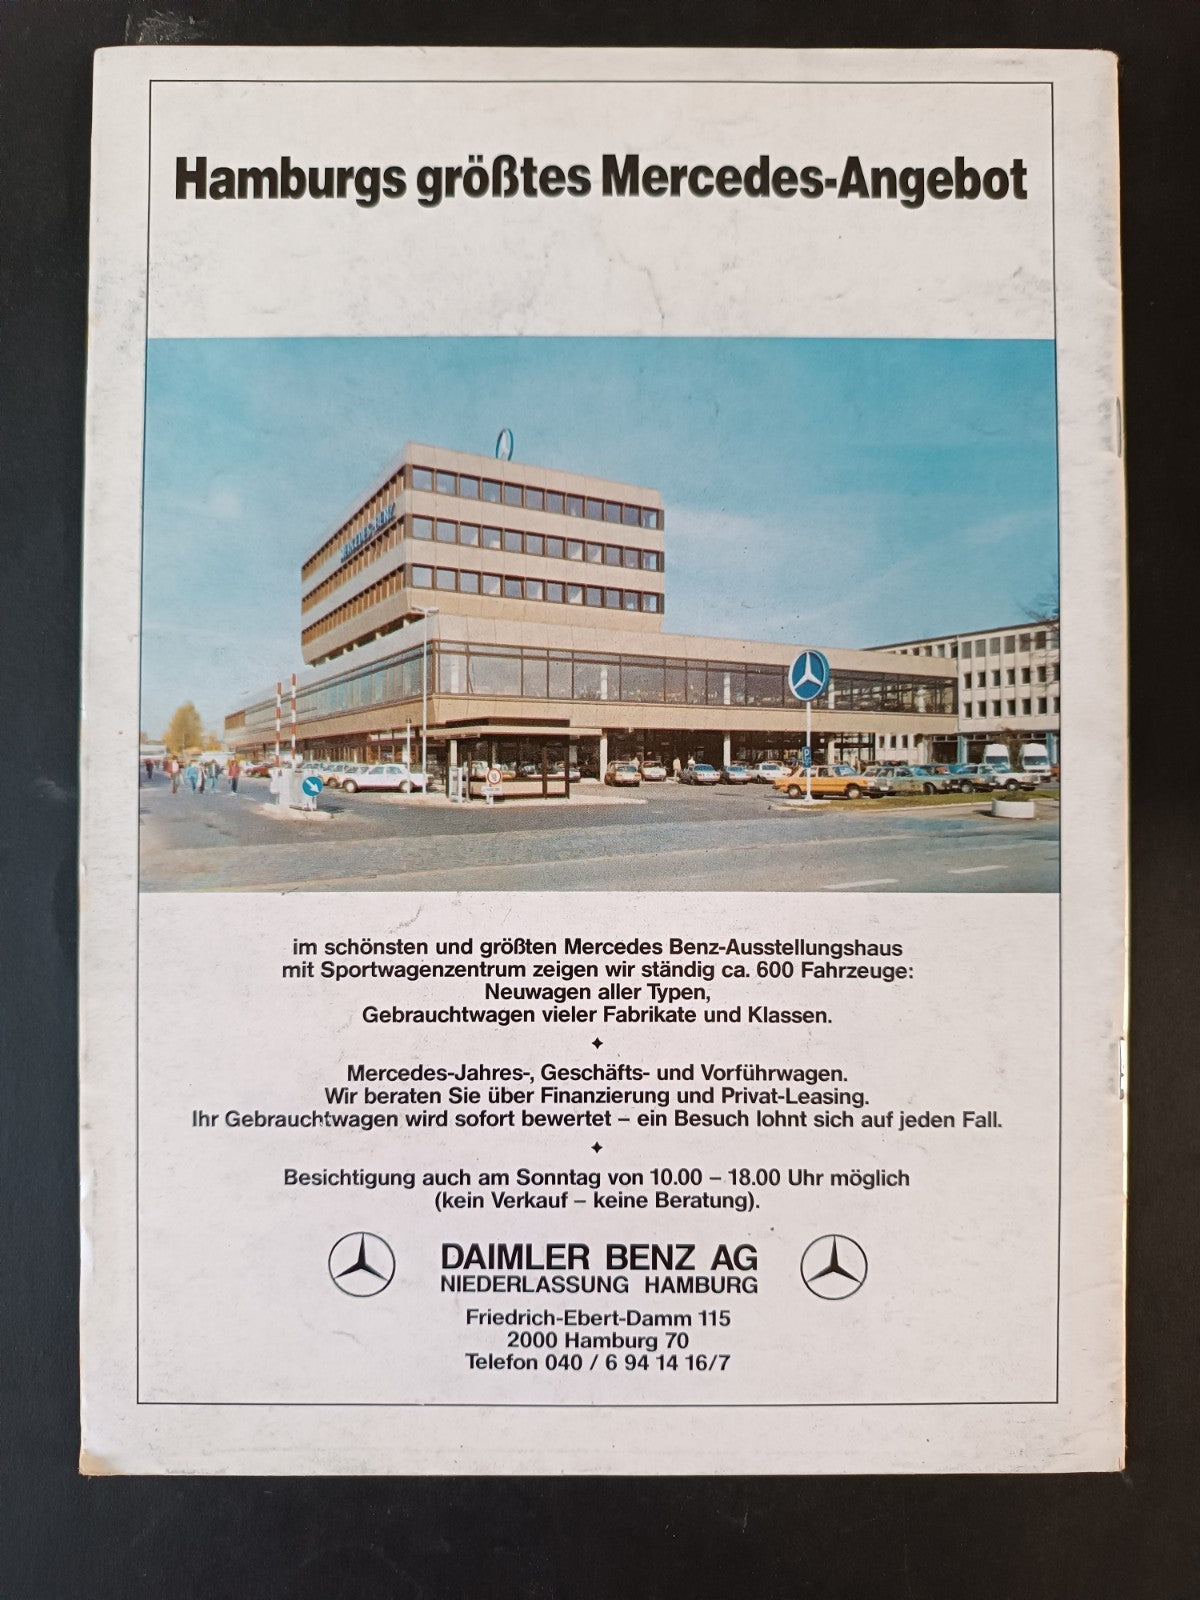 Hamburgs größtes Mercedes-Angebot
MERCEDES-BENZ
P
im schönsten und größten Mercedes Benz-Ausstellungshaus
mit Sportwagenzentrum zeigen wir ständig ca. 600 Fahrzeuge:
Neuwagen aller Typen,
Gebrauchtwagen vieler Fabrikate und Klassen.
Mercedes-Jahres-, Geschäfts- und Vorführwagen.
Wir beraten Sie über Finanzierung und Privat-Leasing.
Ihr Gebrauchtwagen wird sofort bewertet – ein Besuch lohnt sich auf jeden Fall.
Besichtigung auch am Sonntag von 10.00 – 18.00 Uhr möglich
(kein Verkauf – keine Beratung).
DAIMLER BENZ AG
NIEDERLASSUNG HAMBURG
Friedrich-Ebert-Damm 115
2000 Hamburg 70
Telefon 040 / 6 94 14 16/7